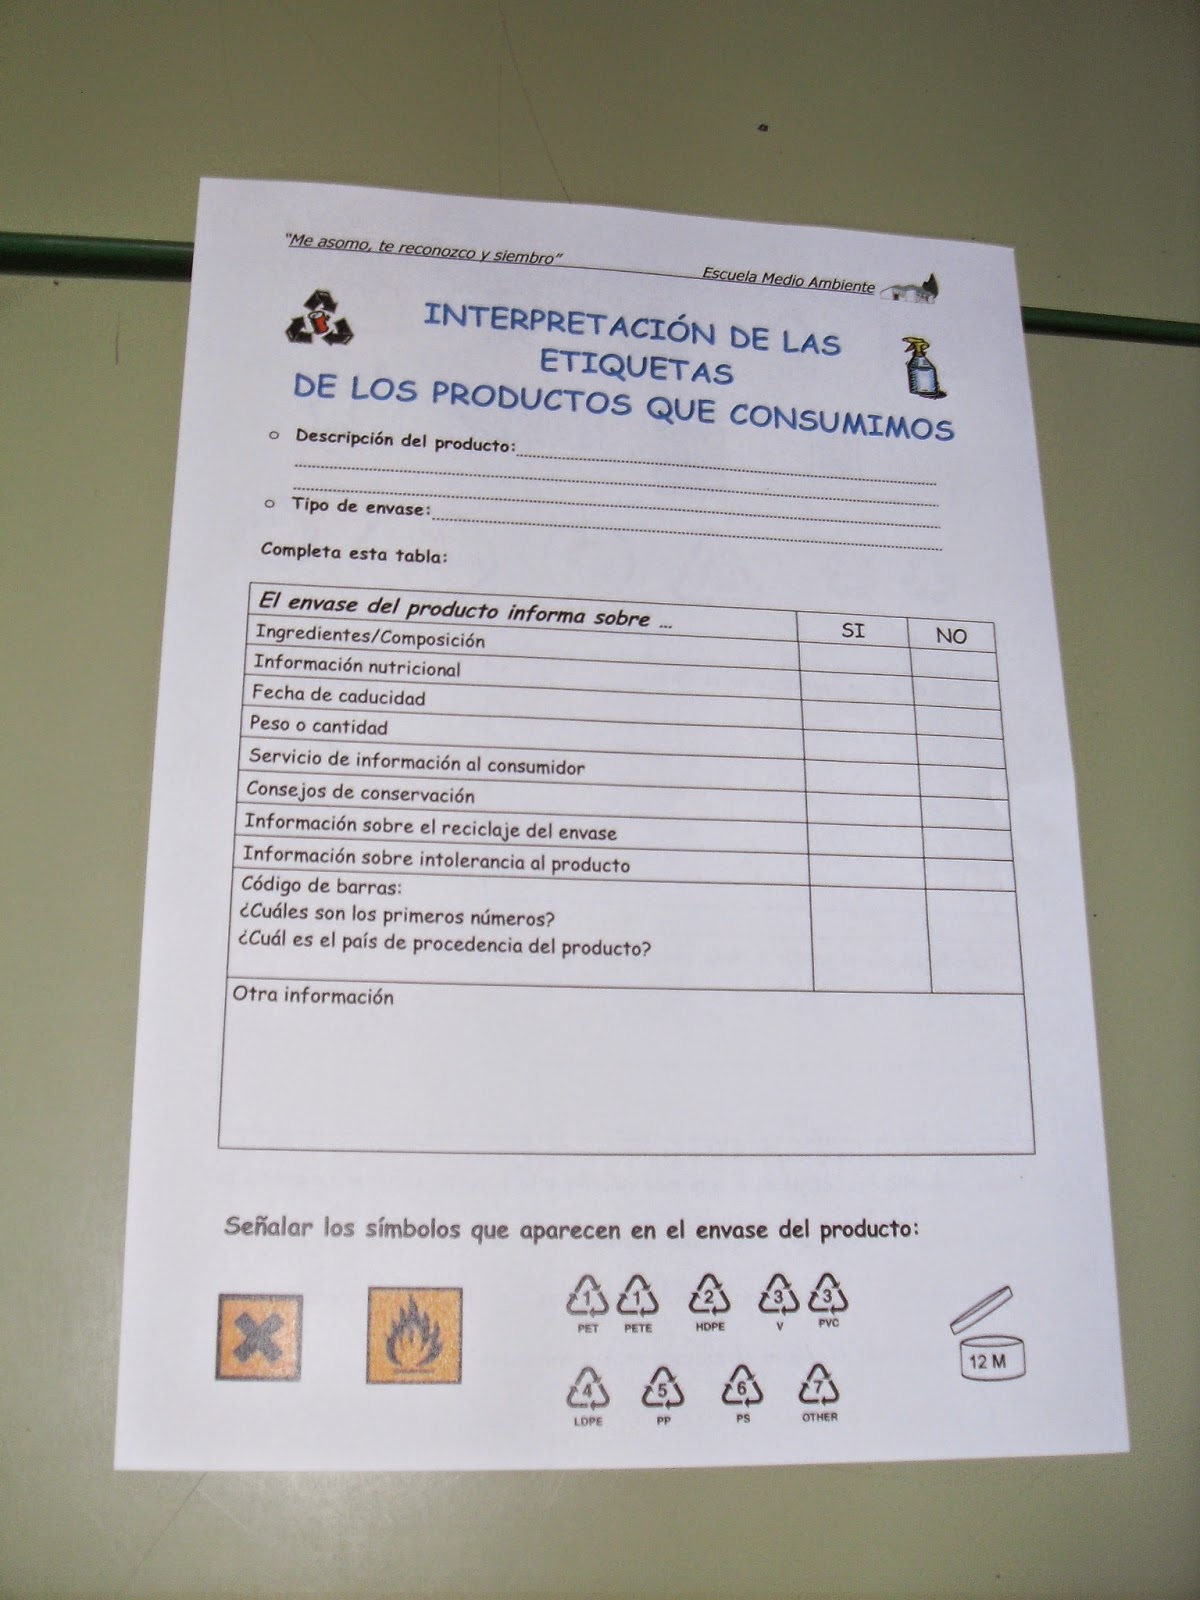 "Me asomo, te reconozco y siembro"
Escuela Medio Ambiente
INTERPRETACIÓN DE LAS
ETIQUETAS
DE LOS PRODUCTOS QUE CONSUMIMOS
o Descripción del producto:
o Tipo de envase:
Completa esta tabla:
El envase del producto informa sobre ... SI NO
Ingredientes/Composición
Información nutricional
Fecha de caducidad
Peso o cantidad
Servicio de información al consumidor
Consejos de conservación
Información sobre el reciclaje del envase
Información sobre intolerancia al producto
Código de barras:
¿Cuáles son los primeros números?
¿Cuál es el país de procedencia del producto?
Otra información
Señalar los símbolos que aparecen en el envase del producto:
1 1 2 3 3
PET PETE HDPE V PVC
12 M
4 5 6 7
LDPE PP PS OTHER